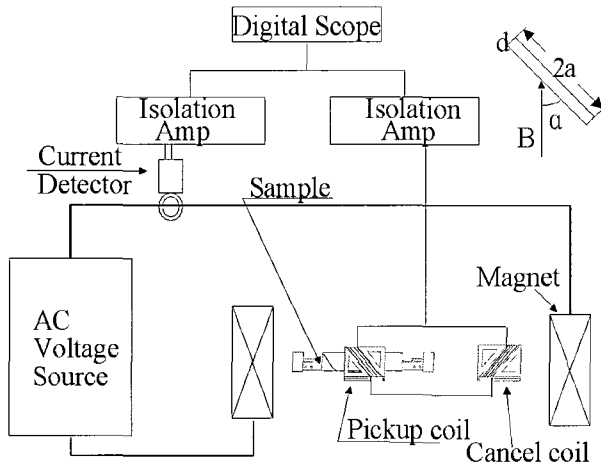 Digital Scope
d
2a
α
B
Isolation
Amp
Isolation
Amp
Current
Detector
Sample
Magnet
AC
Voltage
Source
Pickup coil
Cancel coil